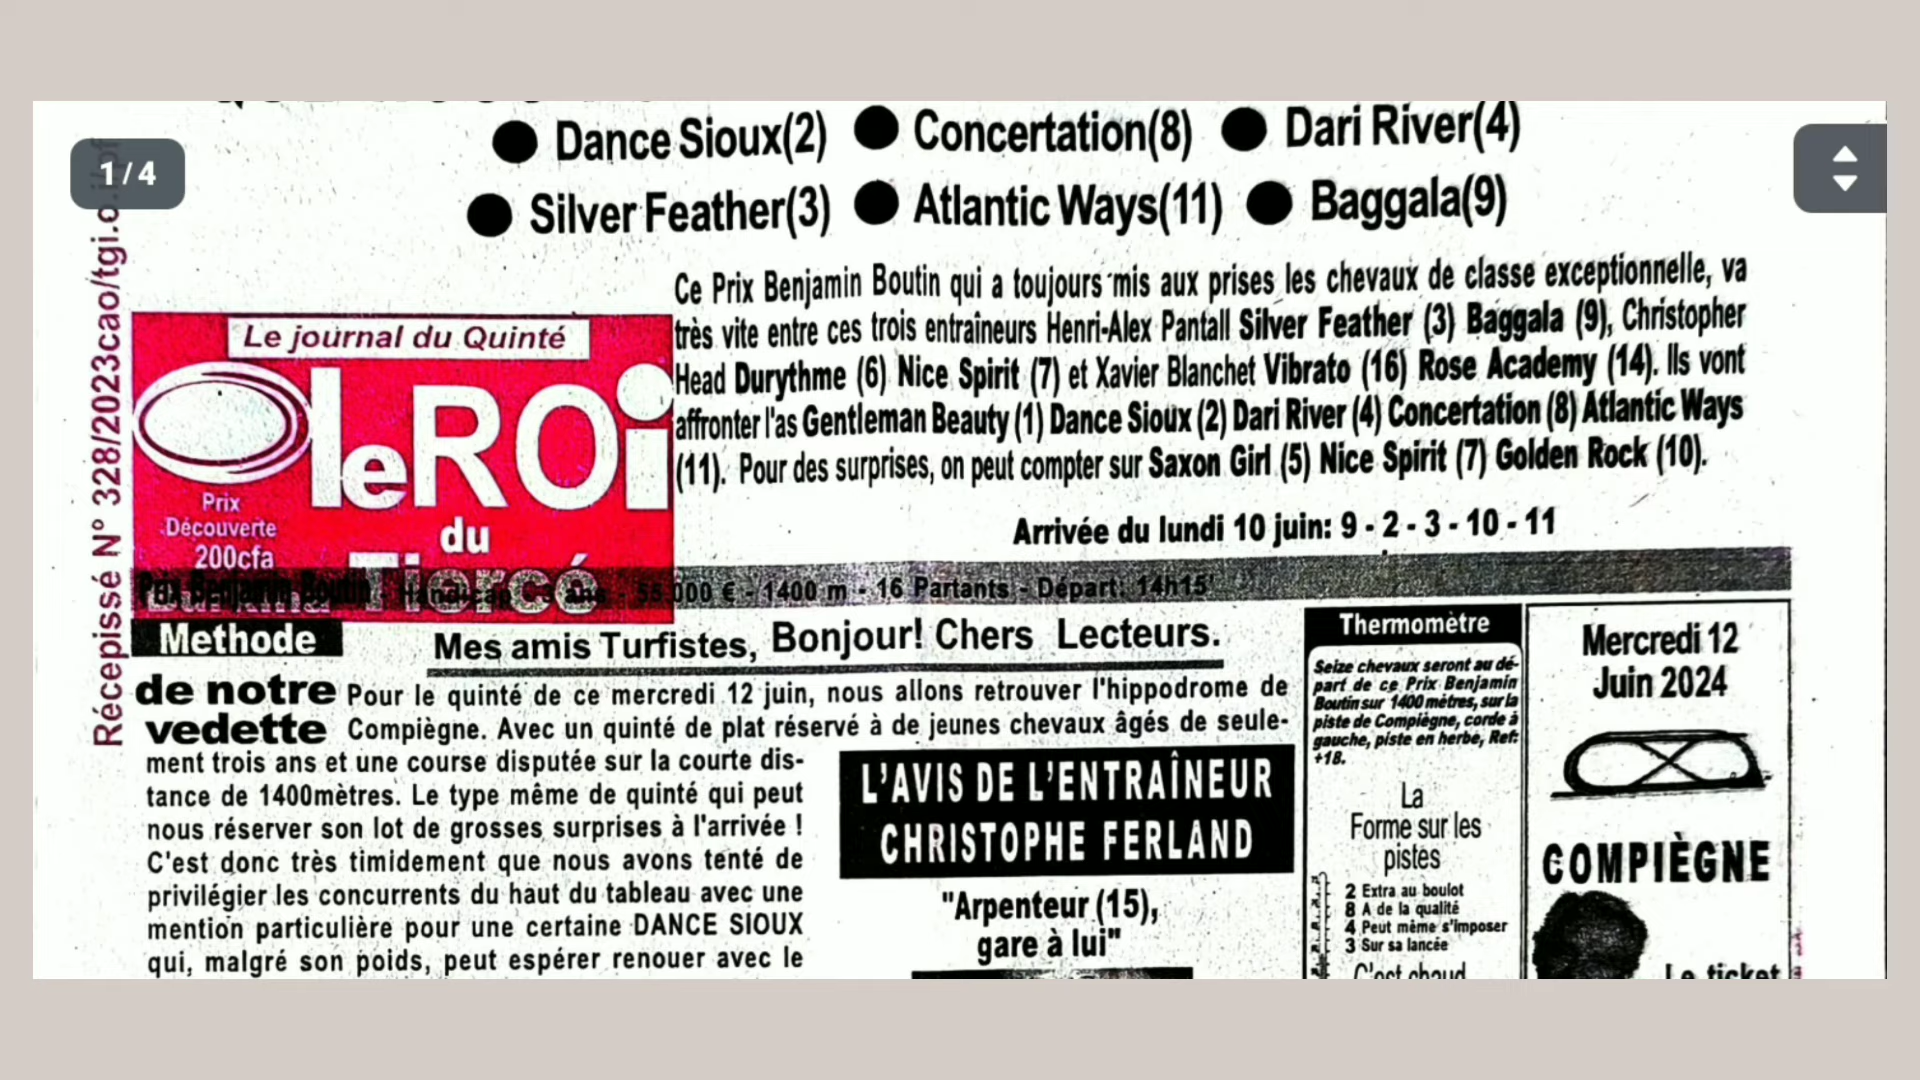 1/4
● Dance Sioux(2) ● Concertation(8) ● Dari River(4)
● Silver Feather(3) ● Atlantic Ways(11) ● Baggala(9)
Récepissé N° 328/2023cao/tgi.o.i/pf
Ce Prix Benjamin Boutin qui a toujours mis aux prises les chevaux de classe exceptionnelle, va
très vite entre ces trois entraîneurs Henri-Alex Pantall Silver Feather (3) Baggala (9), Christopher
Head Durythme (6) Nice Spirit (7) et Xavier Blanchet Vibrato (16) Rose Academy (14). Ils vont
affronter l'as Gentleman Beauty (1) Dance Sioux (2) Dari River (4) Concertation (8) Atlantic Ways
(11). Pour des surprises, on peut compter sur Saxon Girl (5) Nice Spirit (7) Golden Rock (10).
Arrivée du lundi 10 juin: 9 - 2 - 3 - 10 - 11
Le journal du Quinté
le ROi
du
Tiercé
Prix
Découverte
200cfa
Prix Benjamin Boutin - Handicap - 3 ans - 55 000 € - 1400 m - 16 Partants - Départ: 14h15'
Methode
de notre
vedette
Mes amis Turfistes, Bonjour! Chers Lecteurs.
Pour le quinté de ce mercredi 12 juin, nous allons retrouver l'hippodrome de
Compiègne. Avec un quinté de plat réservé à de jeunes chevaux âgés de seule-
ment trois ans et une course disputée sur la courte dis-
tance de 1400mètres. Le type même de quinté qui peut
nous réserver son lot de grosses surprises à l'arrivée !
C'est donc très timidement que nous avons tenté de
privilégier les concurrents du haut du tableau avec une
mention particulière pour une certaine DANCE SIOUX
qui, malgré son poids, peut espérer renouer avec le
L'AVIS DE L'ENTRAÎNEUR
CHRISTOPHE FERLAND
"Arpenteur (15),
gare à lui"
Thermomètre
Seize chevaux seront au dé-
part de ce Prix Benjamin
Boutin sur 1400 mètres, sur la
piste de Compiègne, corde à
gauche, piste en herbe, Ref:
+18.
La
Forme sur les
pistes
2 Extra au boulot
8 A de la qualité
4 Peut même s'imposer
3 Sur sa lancée
C'est chaud
Mercredi 12
Juin 2024
COMPIÈGNE
Le ticket